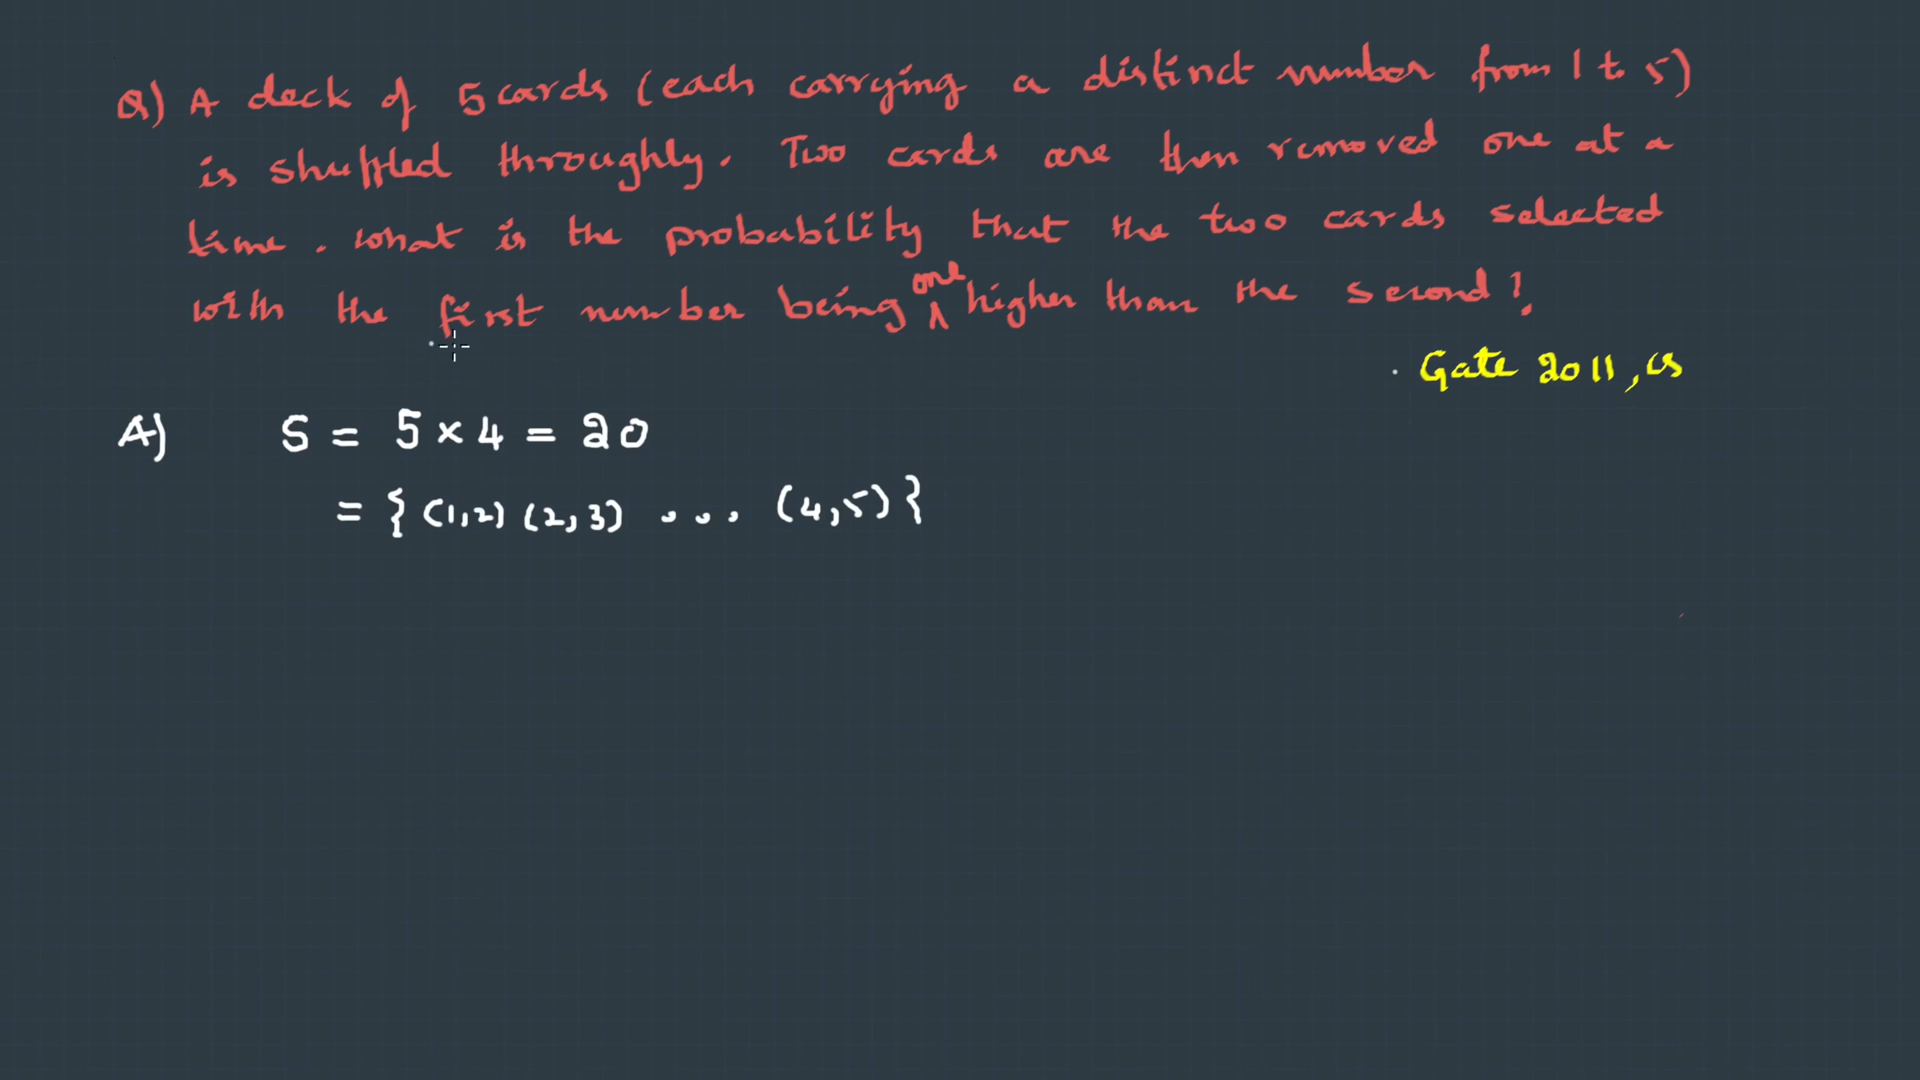 Q) A deck of 5 cards (each carrying a distinct number from 1 to 5)
is shuffled throughly. Two cards are then removed one at a
time. what is the probability that the two cards selected
with the first number being one higher than the second?
Gate 2011, CS
A) S = 5 × 4 = 20
= { (1,2) (2,3) ... (4,5) }